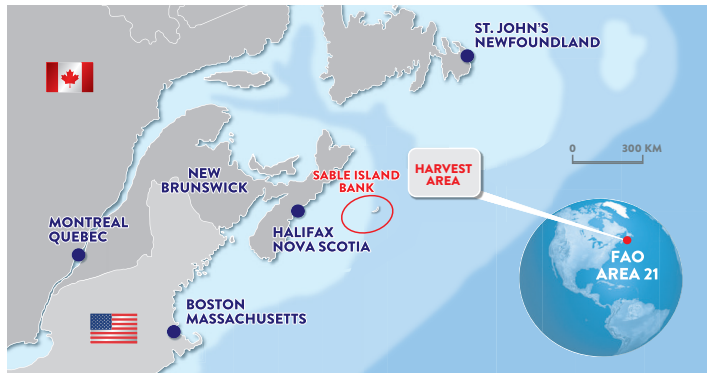 ST. JOHN'S
NEWFOUNDLAND
0 300 KM
HARVEST
AREA
SABLE ISLAND
BANK
NEW
BRUNSWICK
MONTREAL
QUEBEC
HALIFAX
NOVA SCOTIA
FAO
AREA 21
BOSTON
MASSACHUSETTS